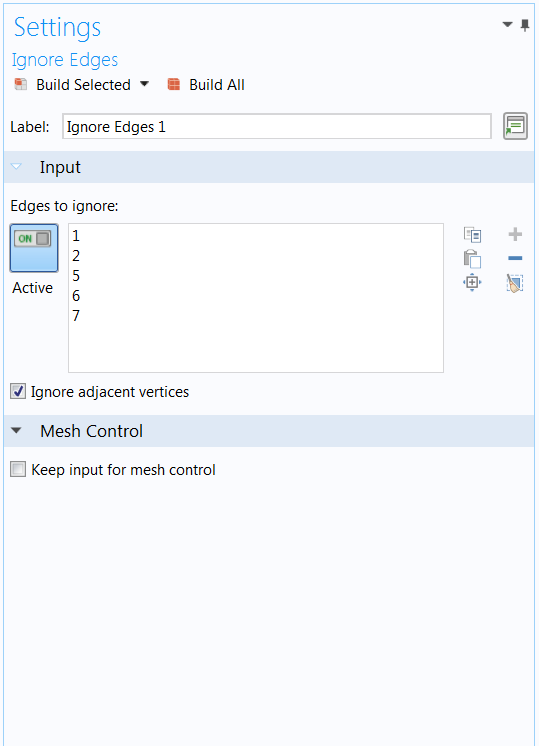 Settings
Ignore Edges
Build Selected Build All
Label: Ignore Edges 1
Input
Edges to ignore:
ON
Active
1
2
5
6
7
Ignore adjacent vertices
Mesh Control
Keep input for mesh control